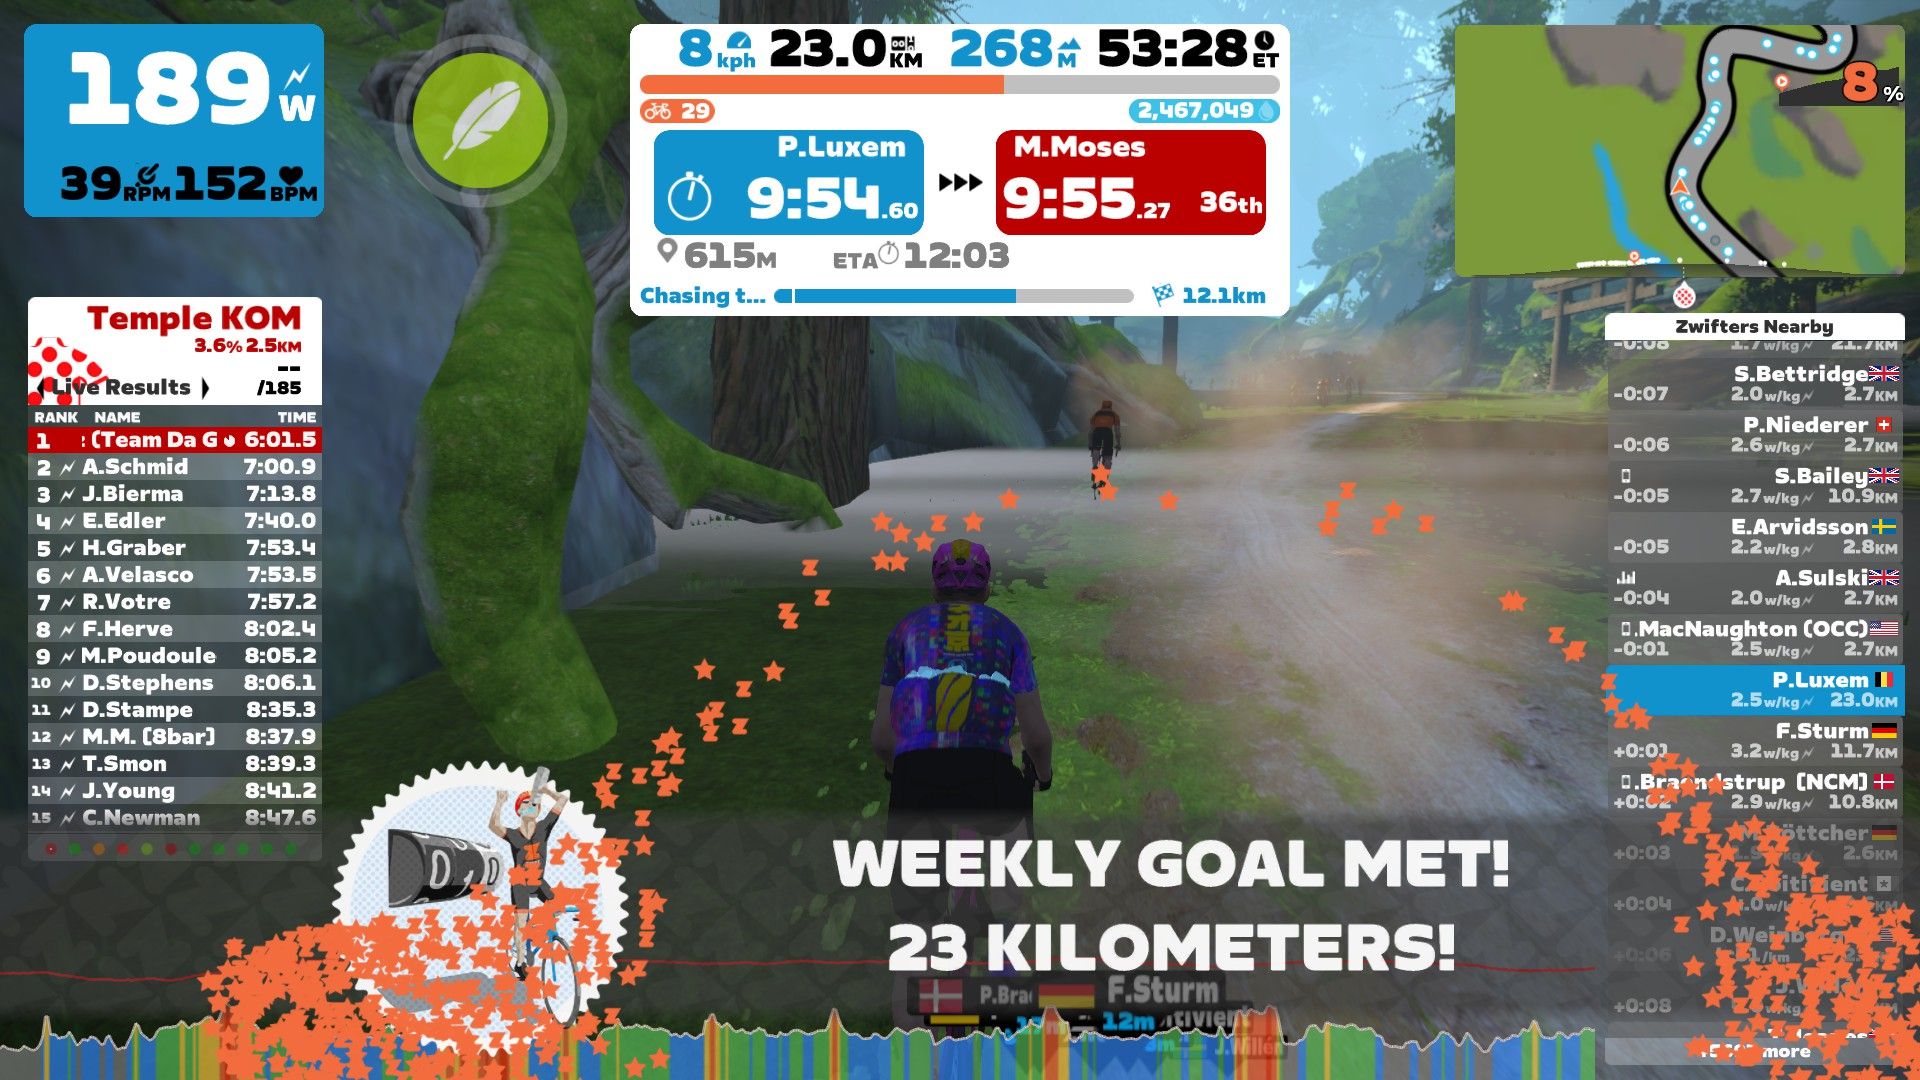 189 W
39 RPM 152 BPM
8 kph 23.0 KM 268 M 53:28 ET
29
2,467,049
P.Luxem
9:54.60
M.Moses
9:55.27 36th
615M ETA 12:03
Chasing t... 12.1km
8 %
Temple KOM
3.6% 2.5KM
--
Live Results /185
RANK NAME TIME
1 : (Team Da G 6:01.5
2 A.Schmid 7:00.9
3 J.Bierma 7:13.8
4 E.Edler 7:40.0
5 H.Graber 7:53.4
6 A.Velasco 7:53.5
7 R.Votre 7:57.2
8 F.Herve 8:02.4
9 M.Poudoule 8:05.2
10 D.Stephens 8:06.1
11 D.Stampe 8:35.3
12 M.M. (8bar) 8:37.9
13 T.Smon 8:39.3
14 J.Young 8:41.2
15 C.Newman 8:47.6
Zwifters Nearby
-0:08 1.7 w/kg 21.7KM
S.Bettridge
-0:07 2.0 w/kg 2.7KM
P.Niederer
-0:06 2.6 w/kg 2.7KM
S.Bailey
-0:05 2.7 w/kg 10.9KM
E.Arvidsson
-0:05 2.2 w/kg 2.8KM
A.Sulski
-0:04 2.0 w/kg 2.7KM
.MacNaughton (OCC)
-0:01 2.5 w/kg 2.7KM
P.Luxem
2.5 w/kg 23.0KM
F.Sturm
+0:01 3.2 w/kg 11.7KM
(NCM)
+0:02 2.9 w/kg 10.8KM
+0:03 2.6KM
+0:04
+0:06
+0:08
more
WEEKLY GOAL MET!
23 KILOMETERS!
P.Bra F.Sturm
12m